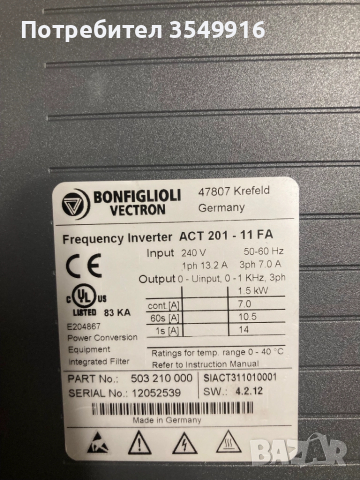 Потребител 3549916
BONFIGLIOLI
VECTRON
47807 Krefeld
Germany
Frequency Inverter ACT 201 - 11 FA
Input 240 V 50-60 Hz
1ph 13.2 A 3ph 7.0 A
Output 0 - Uinput, 0 - 1 KHz, 3ph
1.5 kW
cont.[A] 7.0
60s [A] 10.5
1s [A] 14
C UL US
LISTED 83 KA
E204867
Power Conversion
Equipment
Integrated Filter
Ratings for temp. range 0 - 40 °C
Refer to Instruction Manual
PART No.: 503 210 000 SIACT311010001
SERIAL No.: 12052539 SW.: 4.2.12
Made in Germany
BAZAR